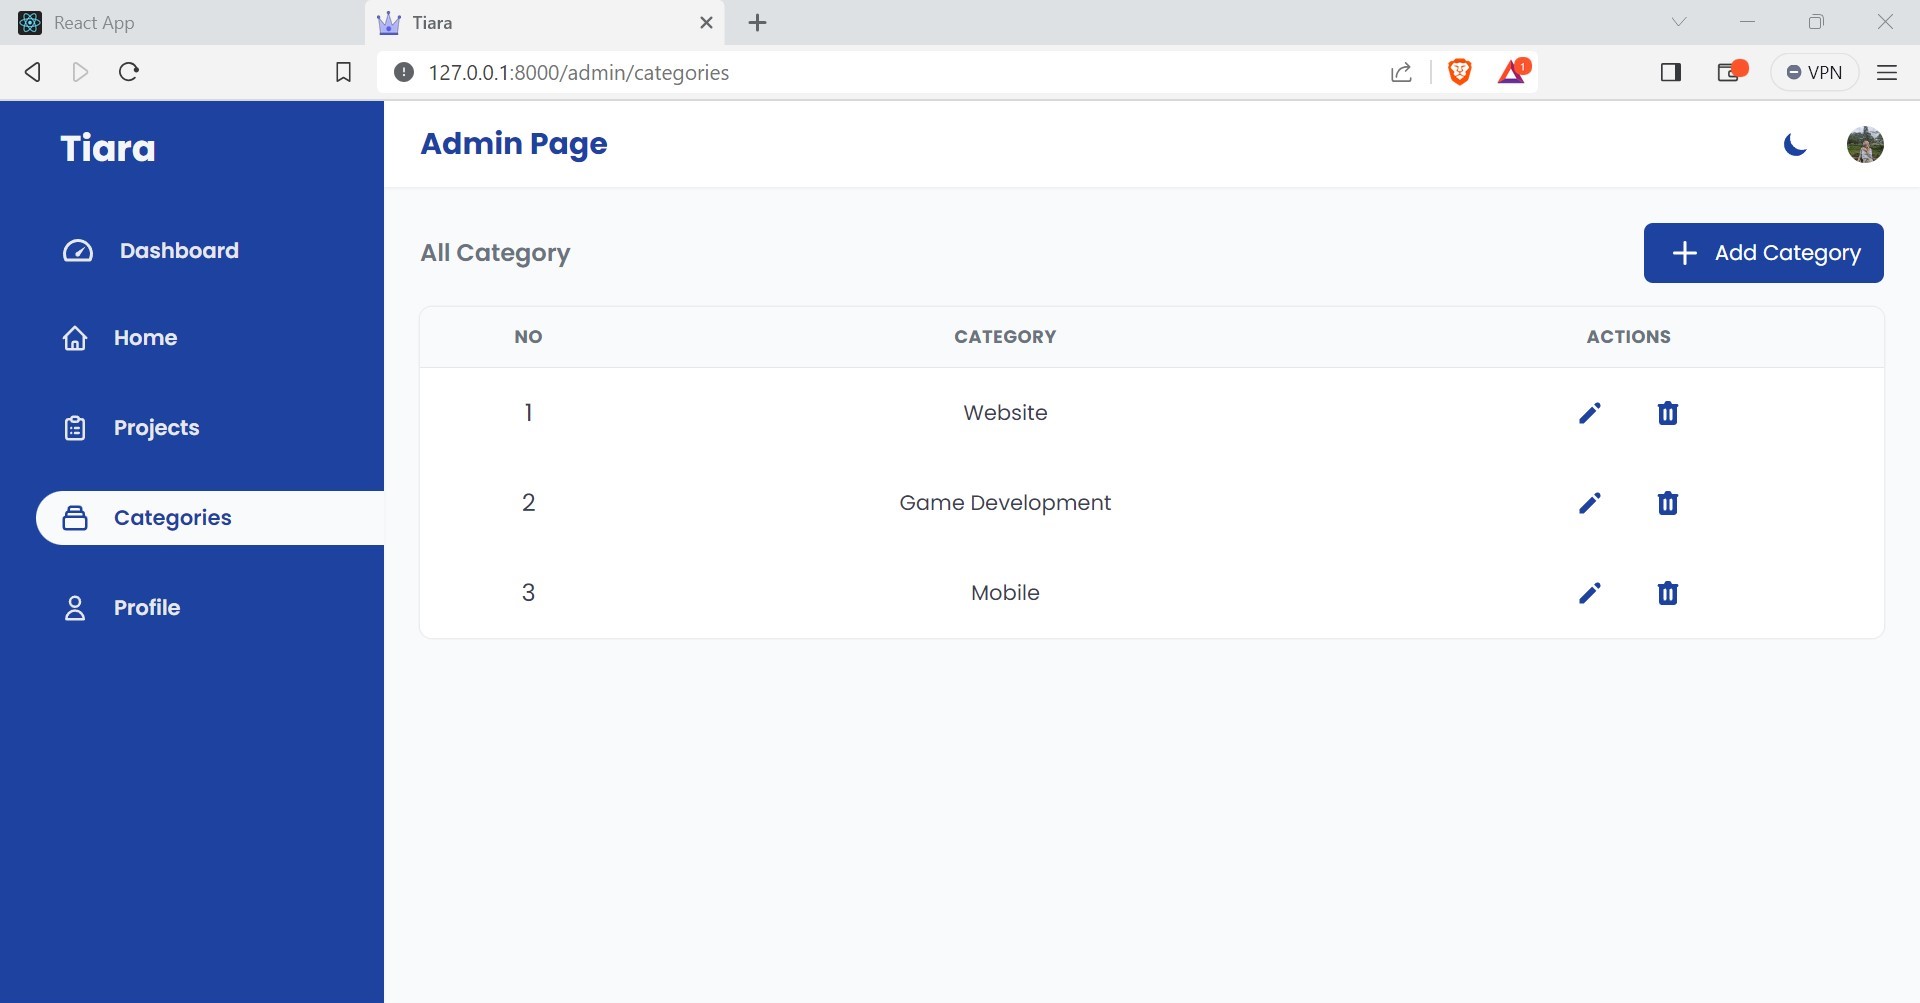 React App
Tiara
127.0.0.1:8000/admin/categories
1
VPN
Tiara
Admin Page
Dashboard
Home
Projects
Categories
Profile
All Category
Add Category
NO CATEGORY ACTIONS
1 Website
2 Game Development
3 Mobile